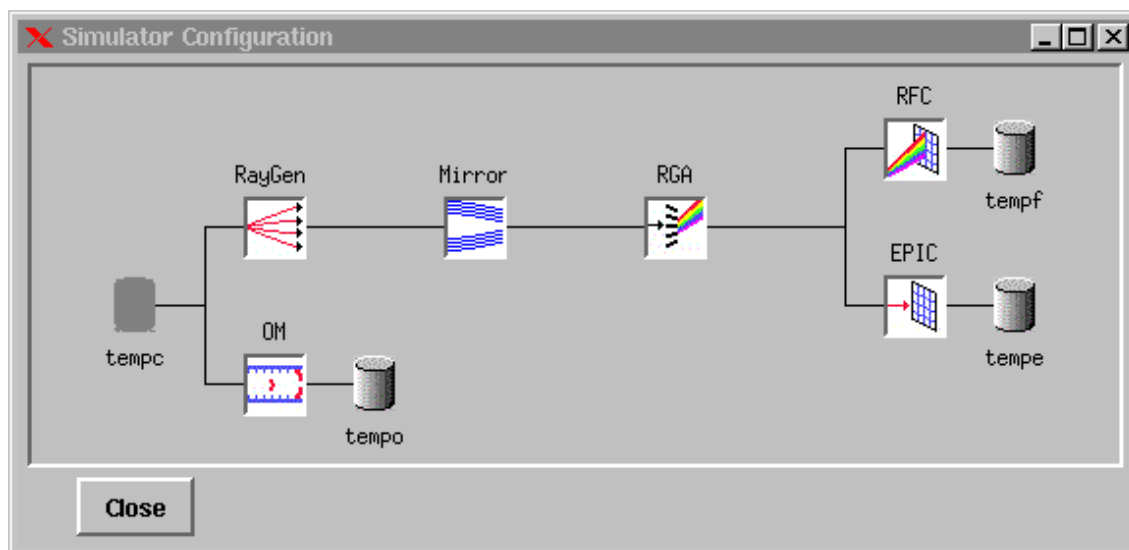 Simulator Configuration
RFC
RayGen
Mirror
RGA
tempf
EPIC
OM
tempc
tempe
tempo
Close